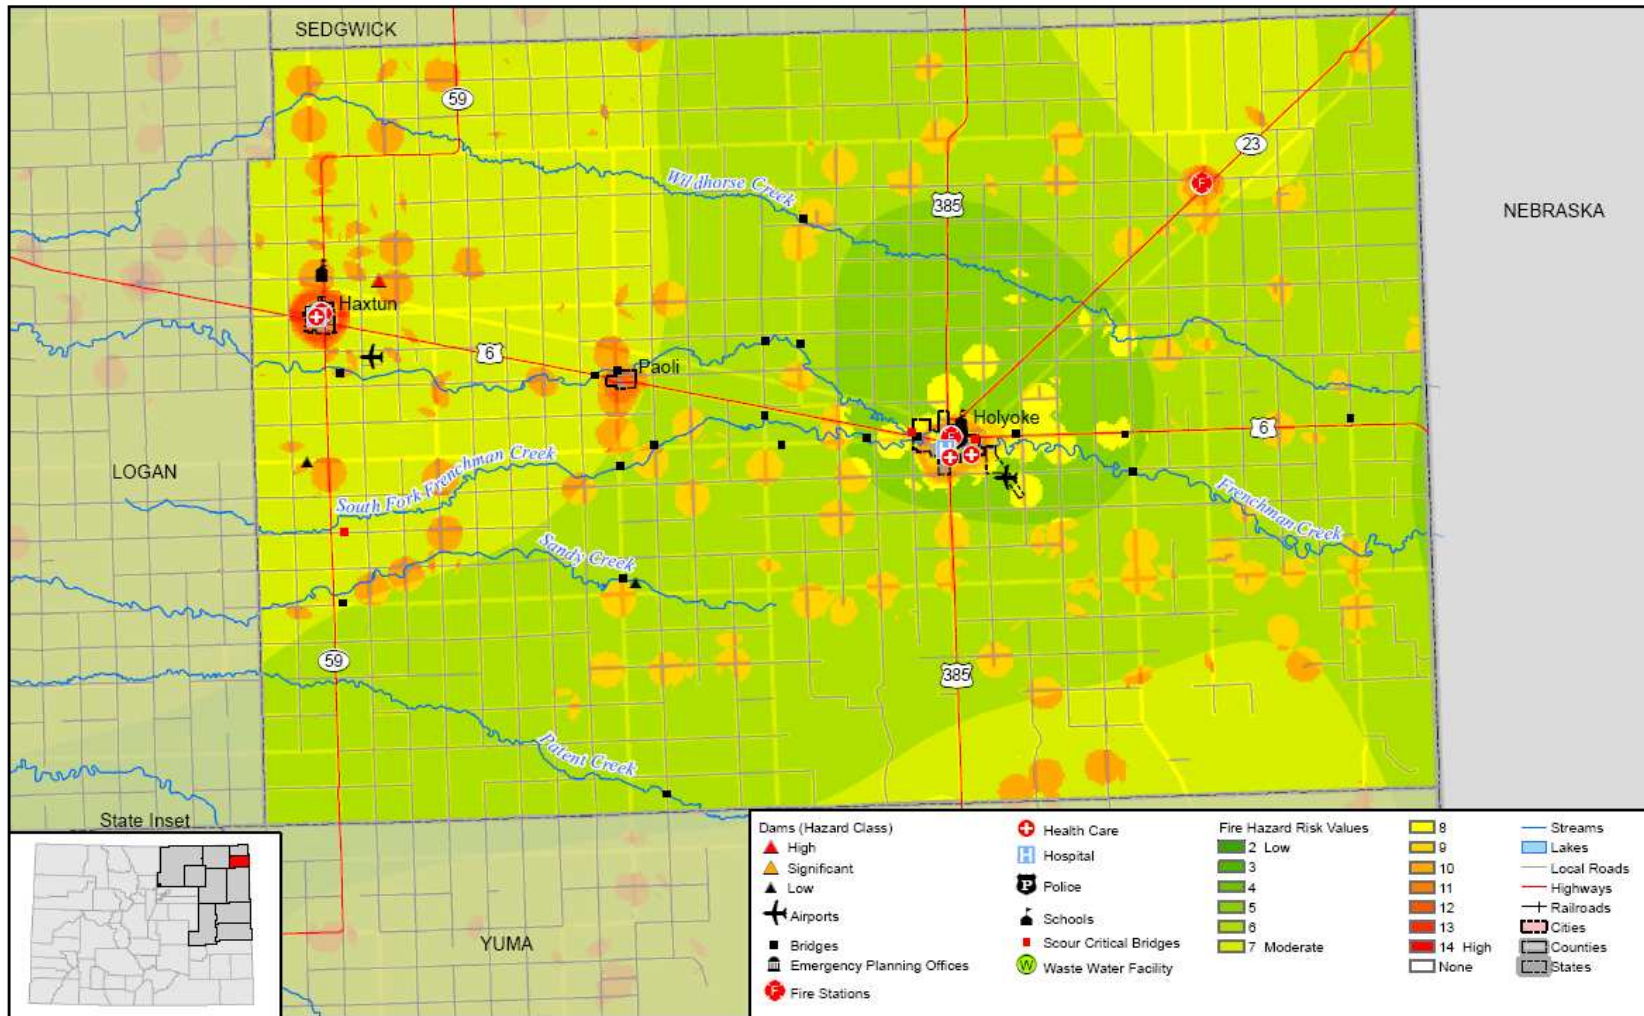 SEDGWICK
59
23
Wildhorse Creek
385
NEBRASKA
Haxtun
6
Paoli
Holyoke
6
LOGAN
South Fork Frenchman Creek
Frenchman Creek
Sandy Creek
59
385
Patent Creek
State Inset
YUMA
Dams (Hazard Class)
High
Significant
Low
Airports
Bridges
Emergency Planning Offices
F Fire Stations
Health Care
H Hospital
P Police
Schools
Scour Critical Bridges
W Waste Water Facility
Fire Hazard Risk Values
2 Low
3
4
5
6
7 Moderate
8
9
10
11
12
13
14 High
None
Streams
Lakes
Local Roads
Highways
Railroads
Cities
Counties
States
F
F
H